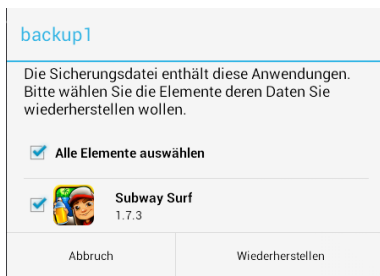 backup1
Die Sicherungsdatei enthält diese Anwendungen.
Bitte wählen Sie die Elemente deren Daten Sie
wiederherstellen wollen.
Alle Elemente auswählen
Subway Surf
1.7.3
Abbruch
Wiederherstellen